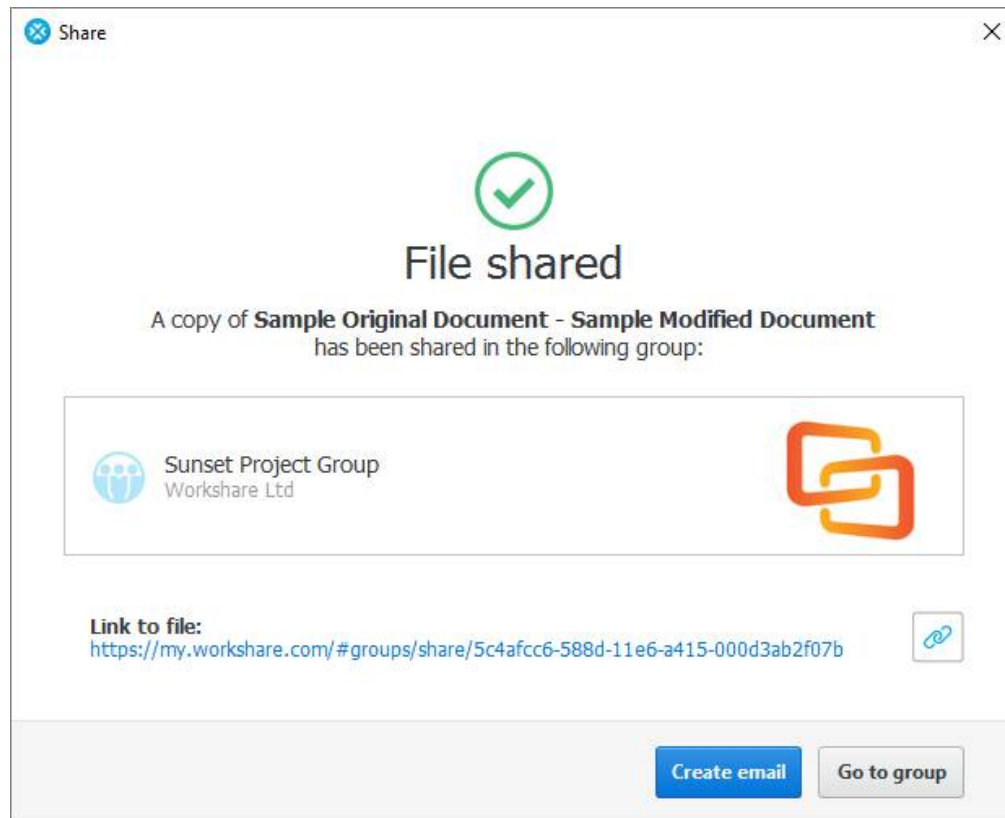 Share
File shared
A copy of Sample Original Document - Sample Modified Document
has been shared in the following group:
Sunset Project Group
Workshare Ltd
Link to file:
https://my.workshare.com/#groups/share/5c4afcc6-588d-11e6-a415-000d3ab2f07b
Create email
Go to group